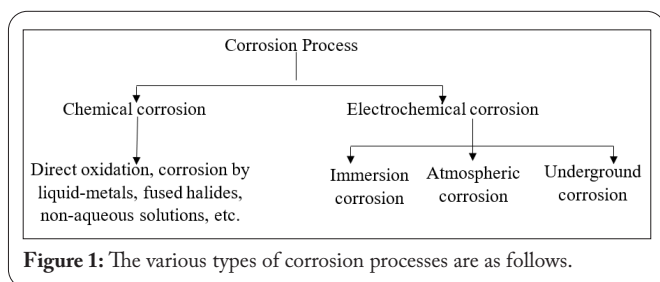 Corrosion Process
Chemical corrosion
Electrochemical corrosion
Direct oxidation, corrosion by
liquid-metals, fused halides,
non-aqueous solutions, etc.
Immersion
corrosion
Atmospheric
corrosion
Underground
corrosion
Figure 1: The various types of corrosion processes are as follows.